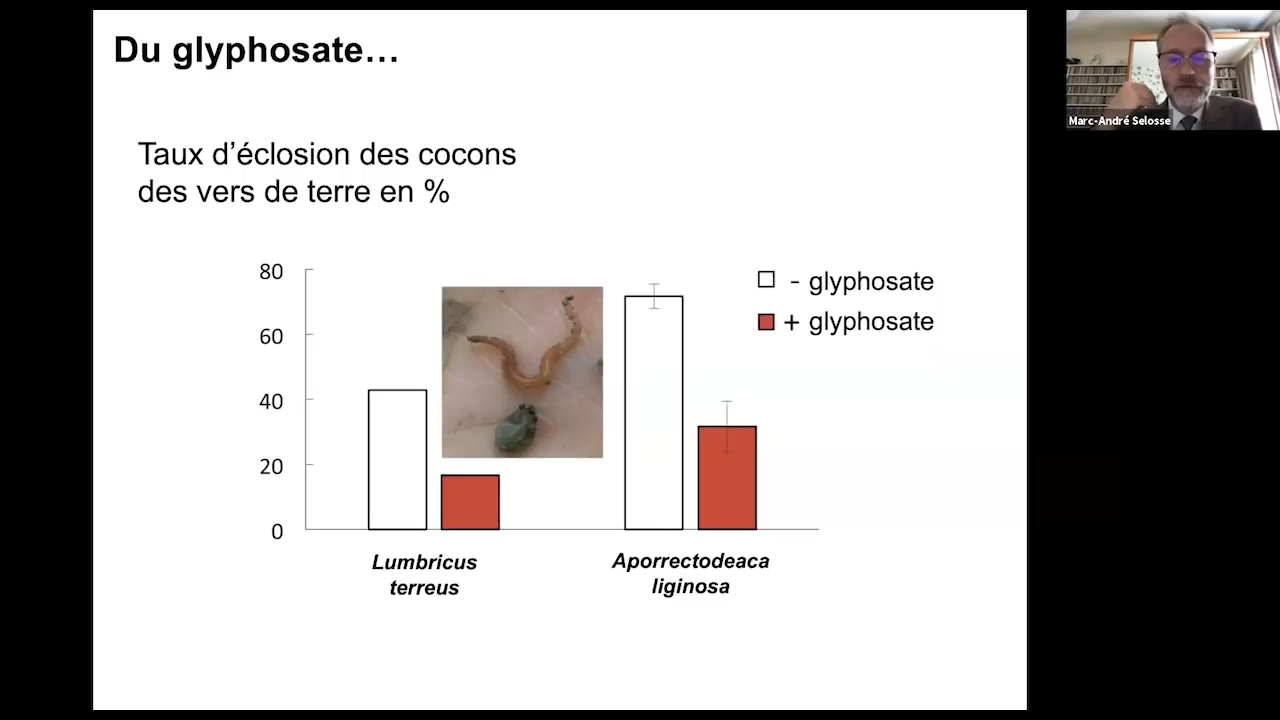 Du glyphosate…
Marc-André Selosse
Taux d’éclosion des cocons
des vers de terre en %
80
60
40
20
0
- glyphosate
+ glyphosate
Lumbricus
terreus
Aporrectodeaca
liginosa